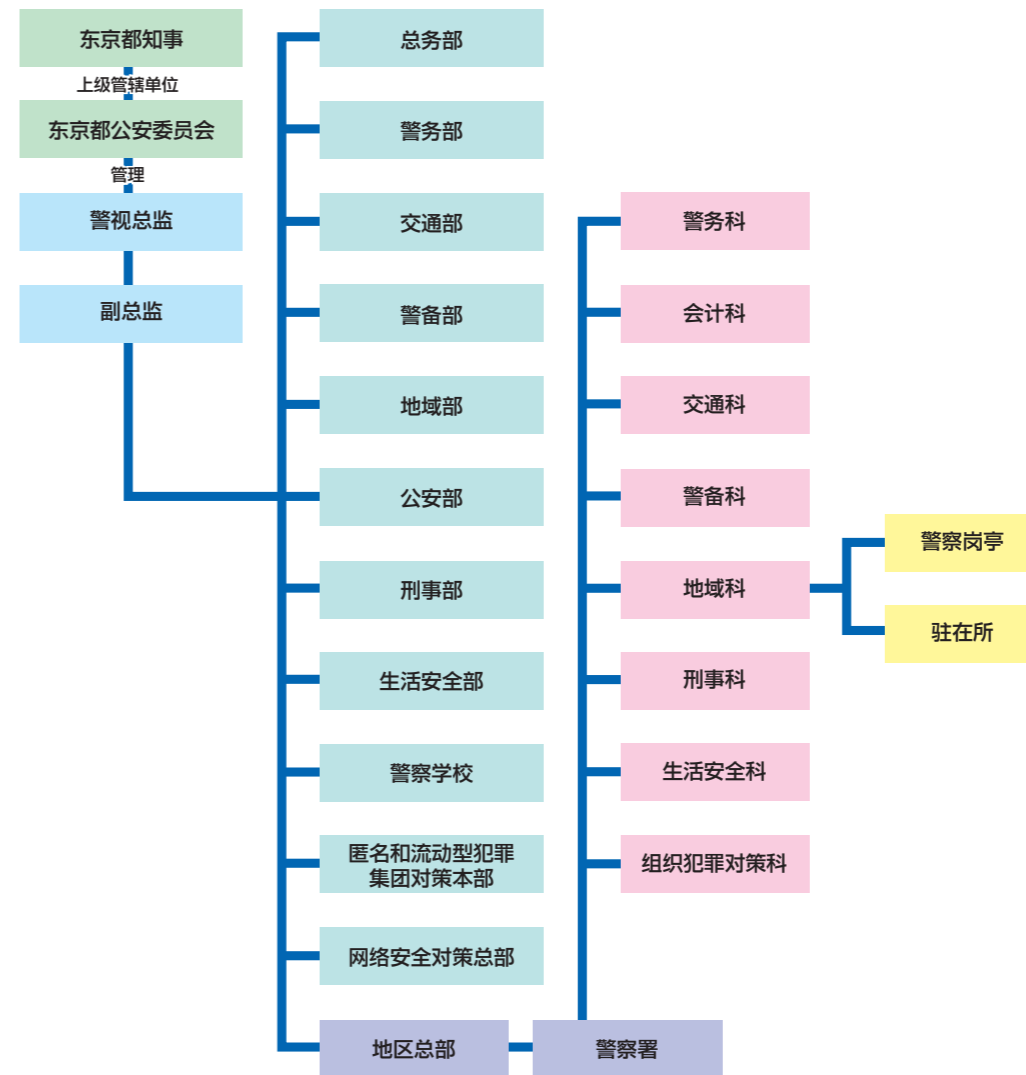 东京都知事
上级管辖单位
东京都公安委员会
管理
警视总监
副总监
总务部
警务部
交通部
警备部
地域部
公安部
刑事部
生活安全部
警察学校
匿名和流动型犯罪
集团对策本部
网络安全对策总部
地区总部
警察署
警务科
会计科
交通科
警备科
地域科
刑事科
生活安全科
组织犯罪对策科
警察岗亭
驻在所